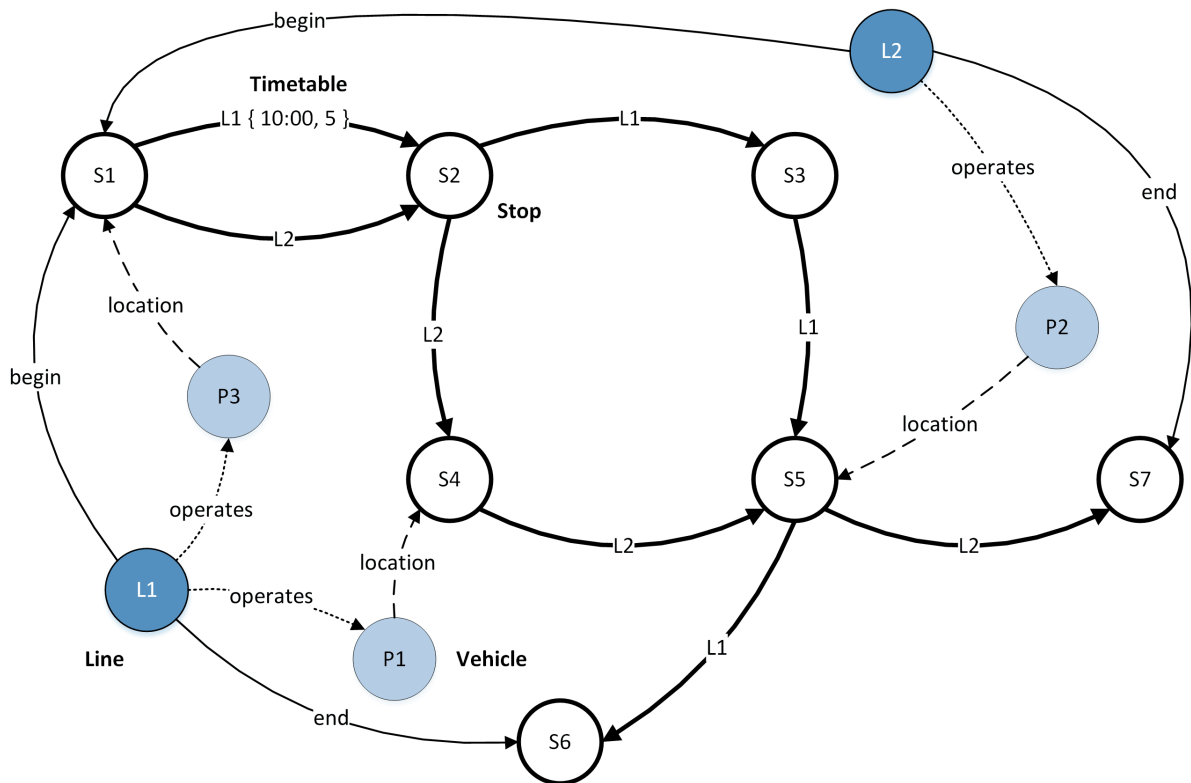 begin
L2
Timetable
L1 { 10:00, 5 }
L1
operates
S1
S2
S3
end
Stop
L2
location
L2
L1
P2
begin
P3
location
S4
S5
S7
operates
L2
L2
location
L1
operates
L1
Line
P1
Vehicle
end
S6